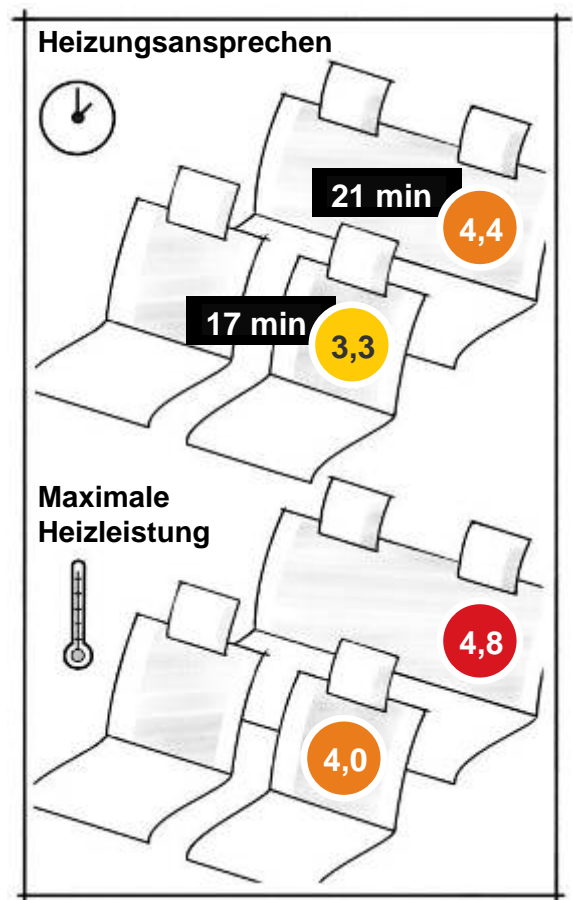 Heizungsansprechen
21 min
4,4
17 min
3,3
Maximale
Heizleistung
4,8
4,0